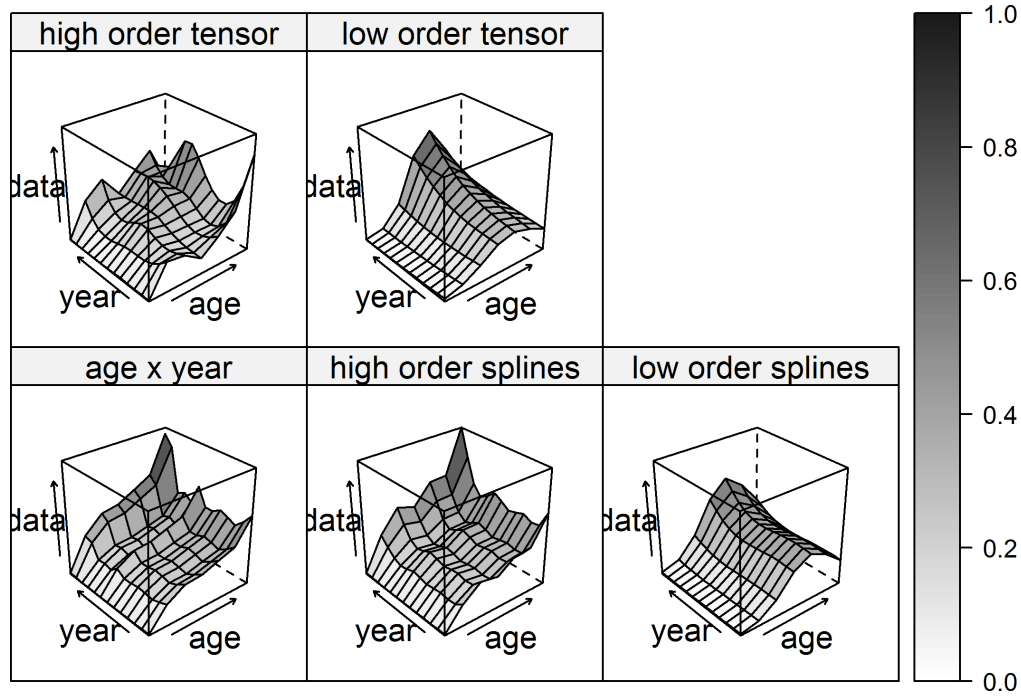 high order tensor
low order tensor
data
year
age
data
year
age
age x year
high order splines
low order splines
data
year
age
data
year
age
data
year
age
1.0
0.8
0.6
0.4
0.2
0.0